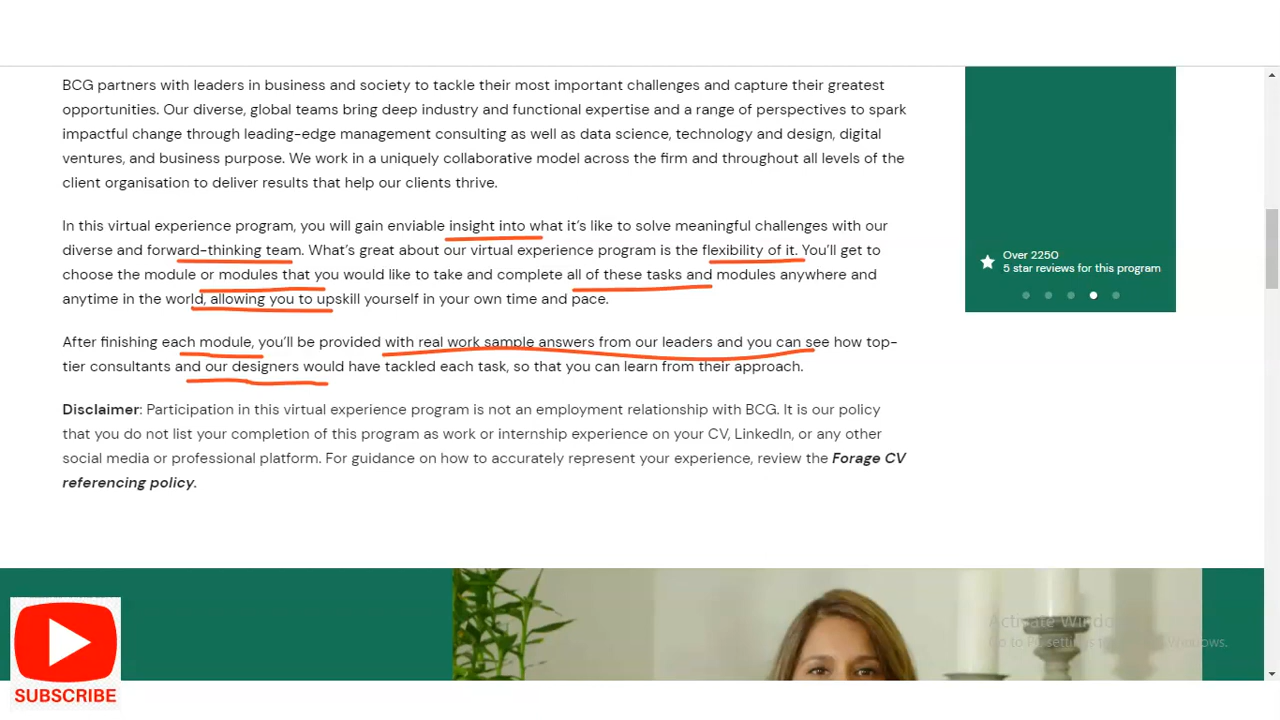 BCG partners with leaders in business and society to tackle their most important challenges and capture their greatest
opportunities. Our diverse, global teams bring deep industry and functional expertise and a range of perspectives to spark
impactful change through leading-edge management consulting as well as data science, technology and design, digital
ventures, and business purpose. We work in a uniquely collaborative model across the firm and throughout all levels of the
client organisation to deliver results that help our clients thrive.
In this virtual experience program, you will gain enviable insight into what it's like to solve meaningful challenges with our
diverse and forward-thinking team. What's great about our virtual experience program is the flexibility of it. You'll get to
choose the module or modules that you would like to take and complete all of these tasks and modules anywhere and
anytime in the world, allowing you to upskill yourself in your own time and pace.
After finishing each module, you'll be provided with real work sample answers from our leaders and you can see how top-
tier consultants and our designers would have tackled each task, so that you can learn from their approach.
Disclaimer: Participation in this virtual experience program is not an employment relationship with BCG. It is our policy
that you do not list your completion of this program as work or internship experience on your CV, LinkedIn, or any other
social media or professional platform. For guidance on how to accurately represent your experience, review the Forage CV
referencing policy.
Over 2250
5 star reviews for this program
Activate Windo
Go to PC settings t Windows.
SUBSCRIBE